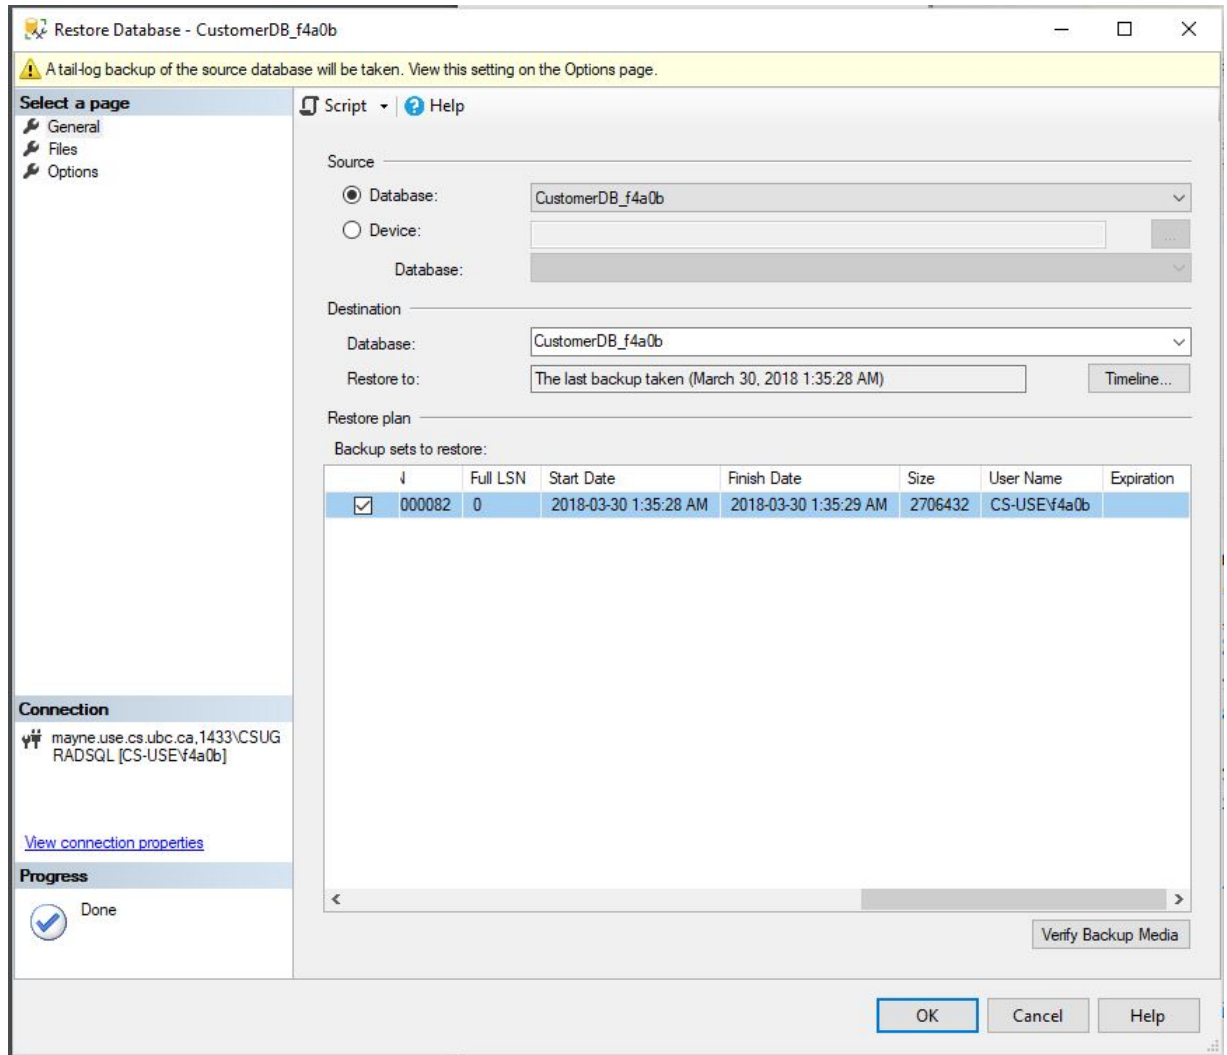 Restore Database - CustomerDB_f4a0b
A tail-log backup of the source database will be taken. View this setting on the Options page.
Select a page
General
Files
Options
Script
Help
Source
Database:
CustomerDB_f4a0b
Device:
...
Database:
Destination
Database:
CustomerDB_f4a0b
Restore to:
The last backup taken (March 30, 2018 1:35:28 AM)
Timeline...
Restore plan
Backup sets to restore:
Full LSN Start Date Finish Date Size User Name Expiration
000082 0 2018-03-30 1:35:28 AM 2018-03-30 1:35:29 AM 2706432 CS-USE\f4a0b
Connection
mayne.use.cs.ubc.ca,1433\CSUG
RADSQL [CS-USE\f4a0b]
View connection properties
Progress
Done
Verify Backup Media
OK
Cancel
Help